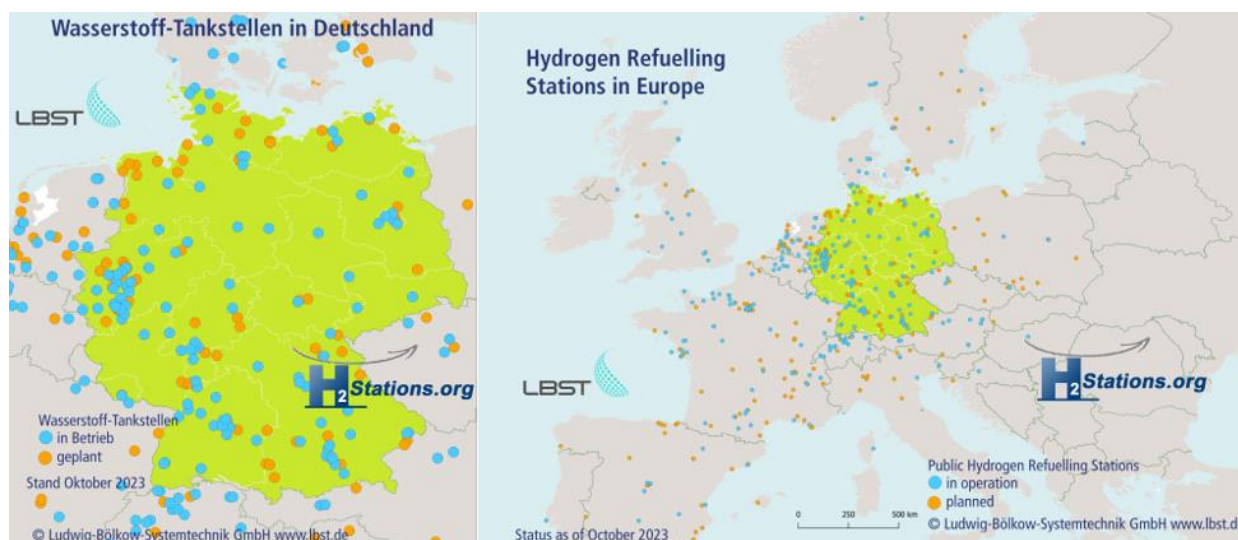 Wasserstoff-Tankstellen in Deutschland
LBST
H2Stations.org
Wasserstoff-Tankstellen
in Betrieb
geplant
Stand Oktober 2023
© Ludwig-Bölkow-Systemtechnik GmbH www.lbst.de
Hydrogen Refuelling
Stations in Europe
LBST
H2Stations.org
Public Hydrogen Refuelling Stations
in operation
planned
0 250 500 km
© Ludwig-Bölkow-Systemtechnik GmbH www.lbst.d
Status as of October 2023